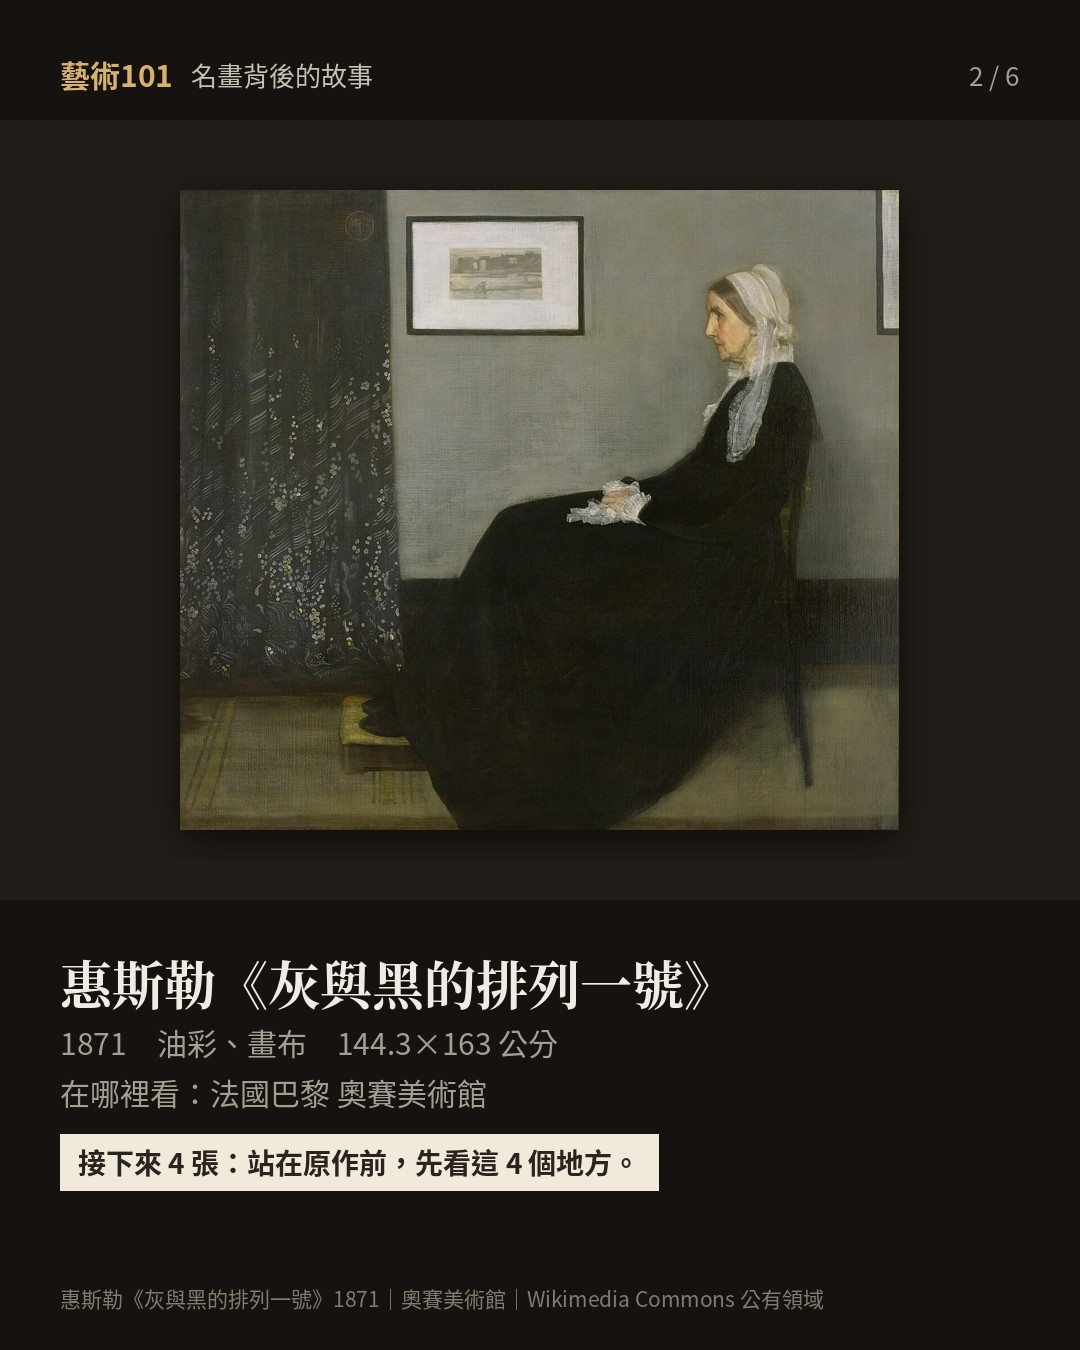 藝術101 名畫背後的故事
2 / 6
惠斯勒《灰與黑的排列一號》
1871　油彩、畫布　144.3×163 公分
在哪裡看：法國巴黎 奧賽美術館
接下來 4 張：站在原作前，先看這 4 個地方。
惠斯勒《灰與黑的排列一號》1871｜奧賽美術館｜Wikimedia Commons 公有領域